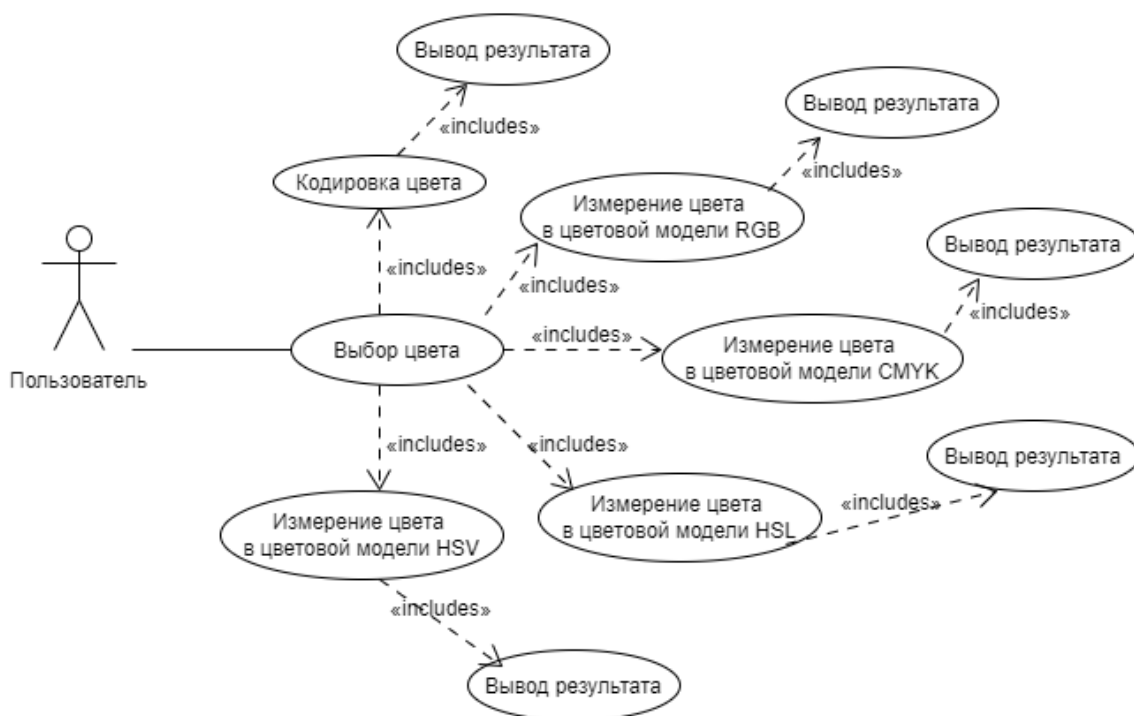 Вывод результата
«includes»
Кодировка цвета
Вывод результата
«includes»
Измерение цвета
в цветовой модели RGB
Вывод результата
«includes»
«includes»
«includes»
«includes»
Пользователь
Выбор цвета
Измерение цвета
в цветовой модели CMYK
«includes»
«includes»
Вывод результата
«includes»
Измерение цвета
в цветовой модели HSV
Измерение цвета
в цветовой модели HSL
«includes»
Вывод результата